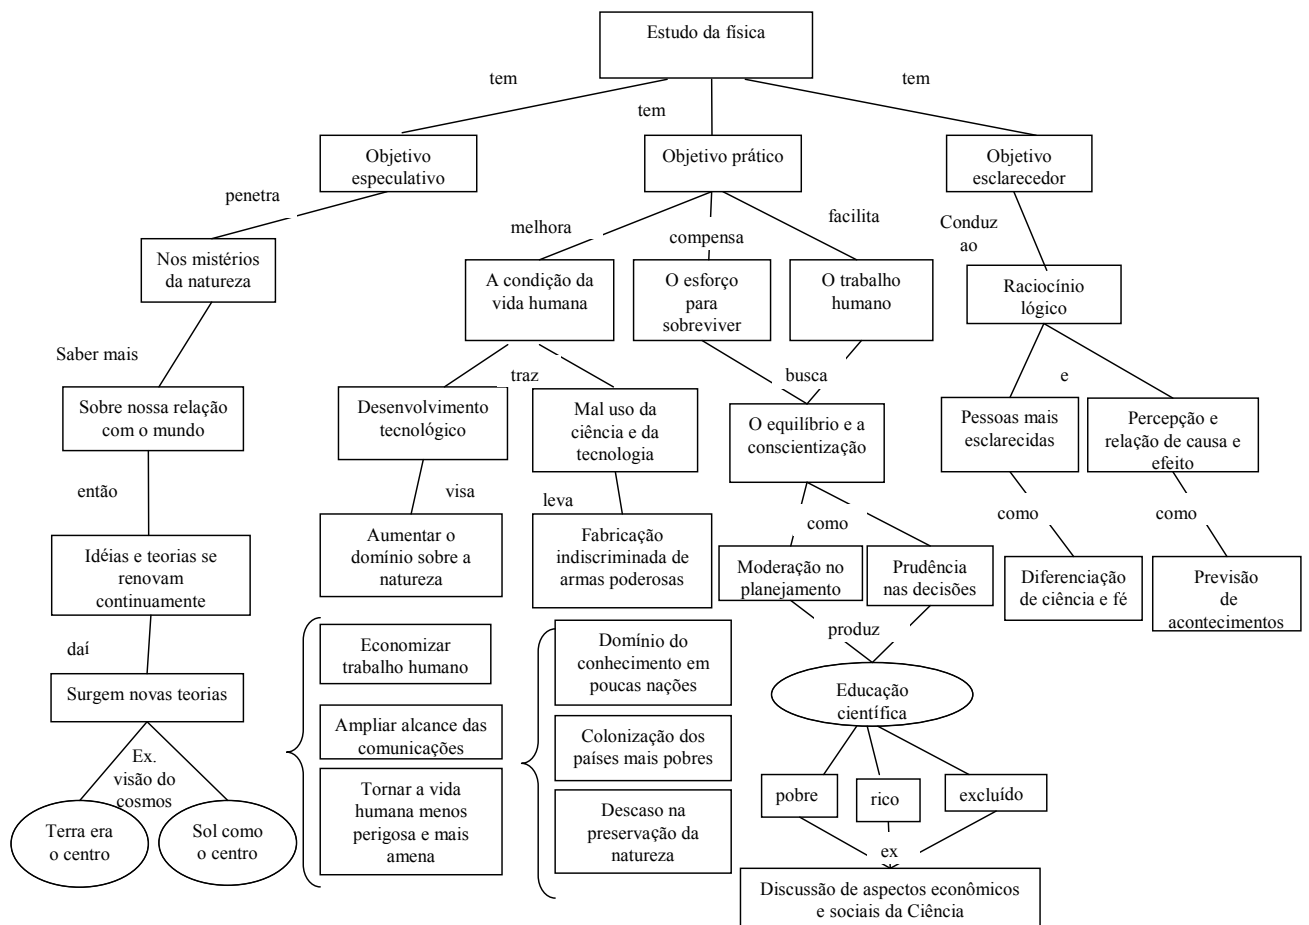 Estudo da física
tem
tem
tem
Objetivo
especulativo
Objetivo prático
Objetivo
esclarecedor
penetra
melhora
compensa
facilita
Conduz
ao
Nos mistérios
da natureza
A condição da
vida humana
O esforço
para
sobreviver
O trabalho
humano
Raciocínio
lógico
Saber mais
traz
busca
e
Sobre nossa relação
com o mundo
Desenvolvimento
tecnológico
Mal uso da
ciência e da
tecnologia
O equilíbrio e a
conscientização
Pessoas mais
esclarecidas
Percepção e
relação de causa e
efeito
então
visa
leva
como
como
como
Idéias e teorias se
renovam
continuamente
Aumentar o
domínio sobre a
natureza
Fabricação
indiscriminada de
armas poderosas
Moderação no
planejamento
Prudência
nas decisões
Diferenciação
de ciência e fé
Previsão
de
acontecimentos
daí
produz
Surgem novas teorias
Economizar
trabalho humano
Domínio do
conhecimento em
poucas nações
Educação
científica
Ex.
visão do
cosmos
Ampliar alcance das
comunicações
Colonização dos
países mais pobres
Terra era
o centro
Sol como
o centro
Tornar a vida
humana menos
perigosa e mais
amena
Descaso na
preservação da
natureza
pobre
rico
excluído
ex
Discussão de aspectos econômicos
e sociais da Ciência